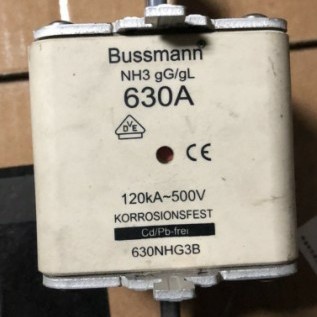 Bussmann
NH3 gG/gL
630A
VDE
CE
120kA~500V
KORROSIONSFEST
Cd/Pb-frei
630NHG3B